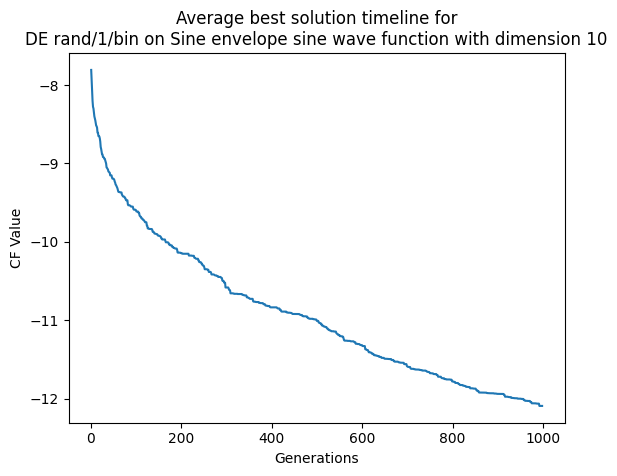 Average best solution timeline for
DE rand/1/bin on Sine envelope sine wave function with dimension 10
−8
−9
−10
−11
−12
CF Value
0 200 400 600 800 1000
Generations